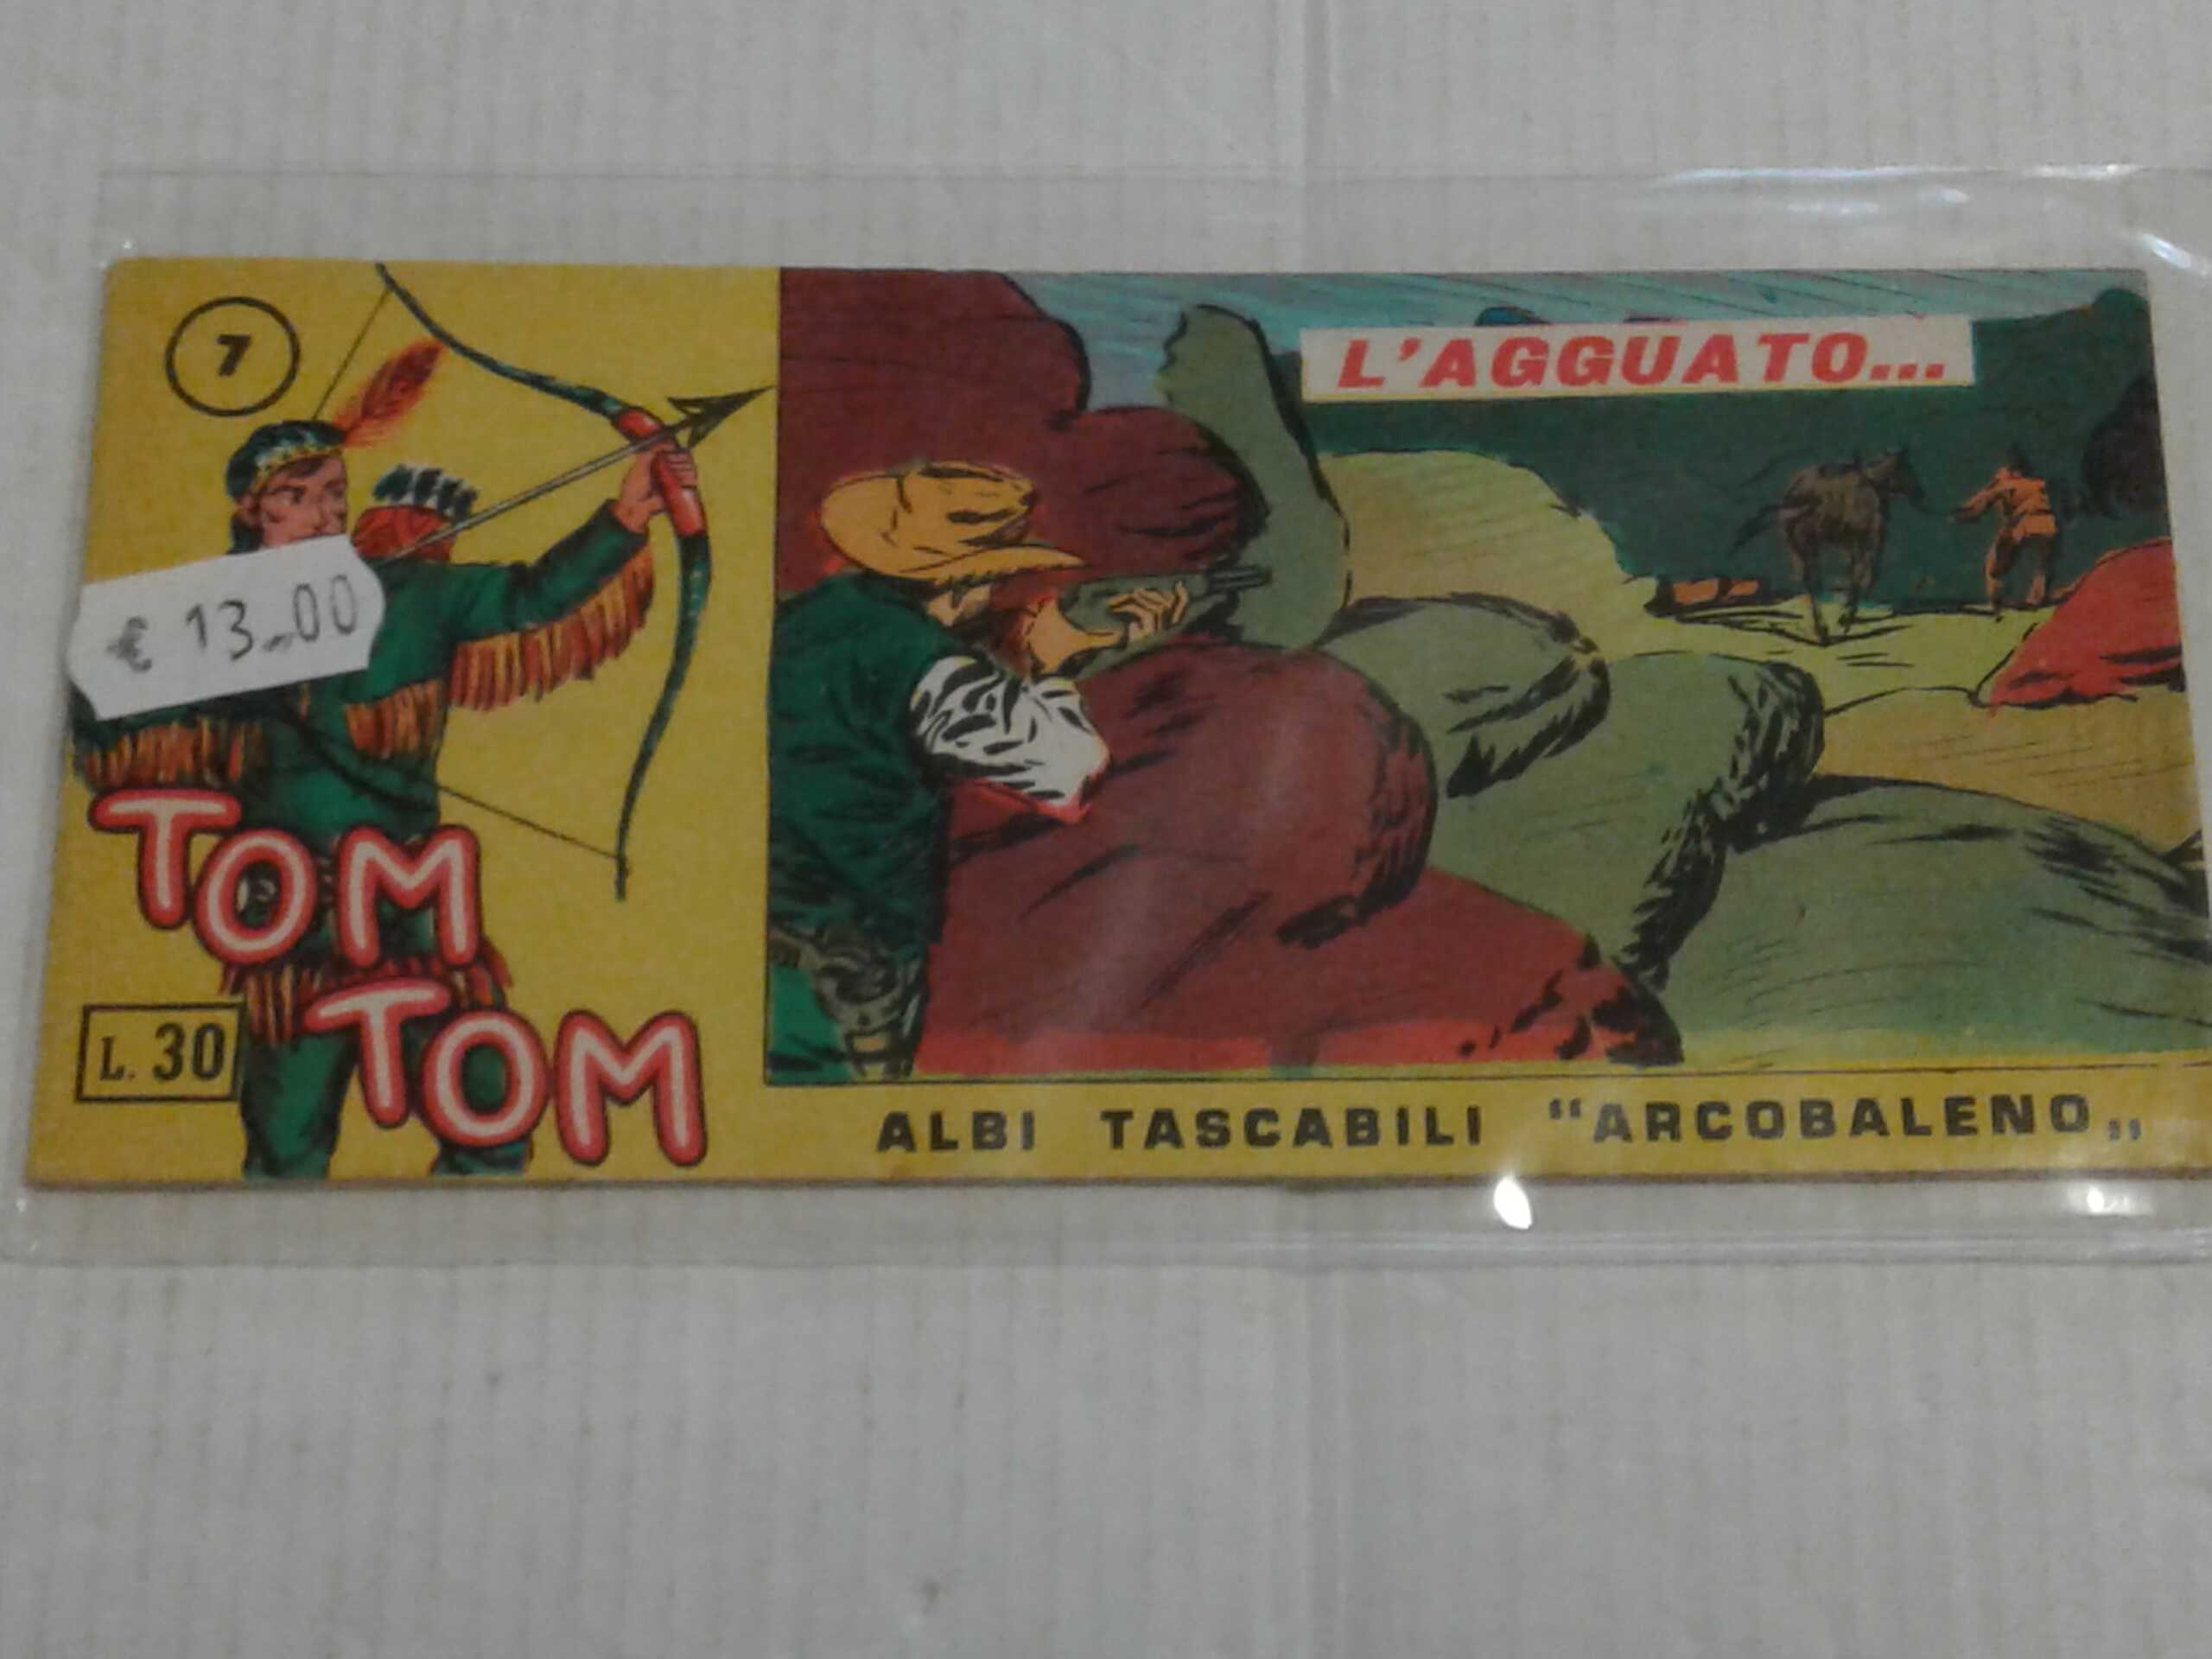 7
L'AGGUATO...
€ 13.00
TOM
TOM
L. 30
ALBI TASCABILI "ARCOBALENO„